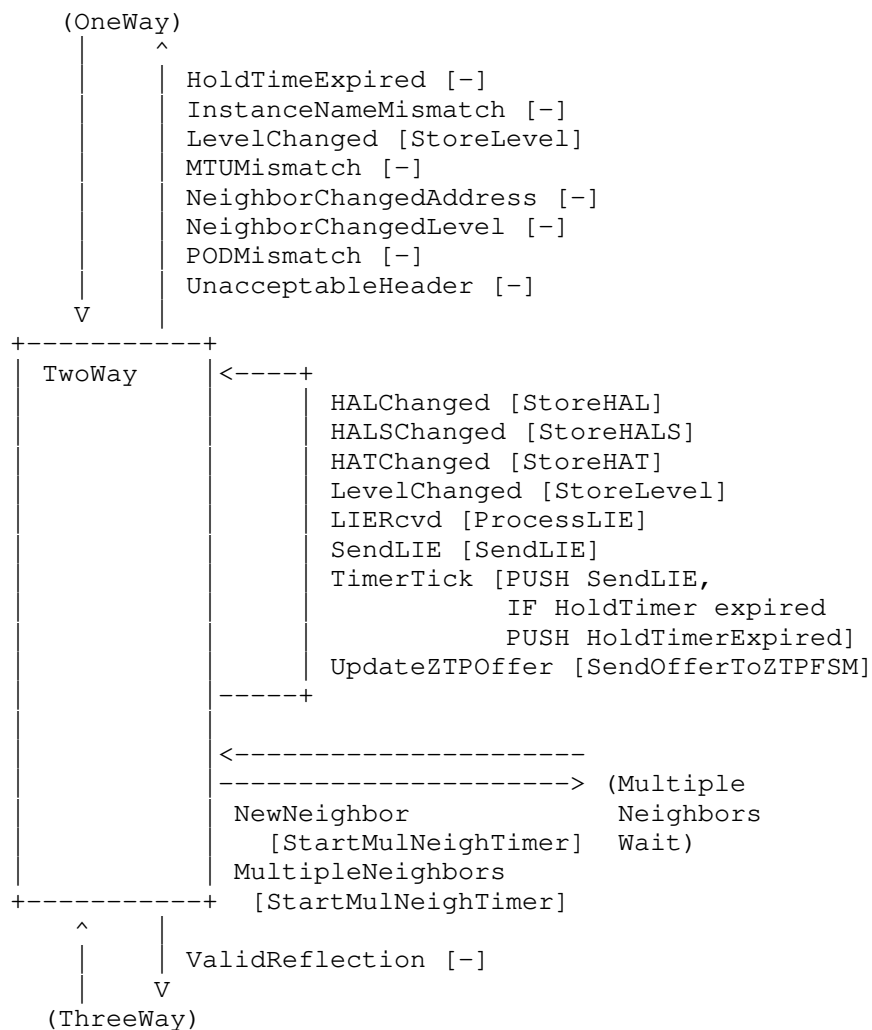 (OneWay)
HoldTimeExpired [-]
InstanceNameMismatch [-]
LevelChanged [StoreLevel]
MTUMismatch [-]
NeighborChangedAddress [-]
NeighborChangedLevel [-]
PODMismatch [-]
UnacceptableHeader [-]
TwoWay
HALChanged [StoreHAL]
HALSChanged [StoreHALS]
HATChanged [StoreHAT]
LevelChanged [StoreLevel]
LIERcvd [ProcessLIE]
SendLIE [SendLIE]
TimerTick [PUSH SendLIE,
IF HoldTimer expired
PUSH HoldTimerExpired]
UpdateZTPOffer [SendOfferToZTPFSM]
(Multiple
NewNeighbor Neighbors
[StartMulNeighTimer] Wait)
MultipleNeighbors
[StartMulNeighTimer]
ValidReflection [-]
(ThreeWay)